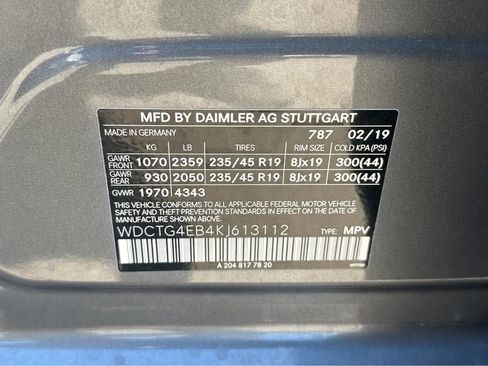 MFD BY DAIMLER AG STUTTGART
MADE IN GERMANY 787 02/19
KG LB TIRES RIM SIZE COLD KPA(PSI)
GAWR FRONT 1070 2359 235/45 R19 8Jx19 300(44)
GAWR REAR 930 2050 235/45 R19 8Jx19 300(44)
GVWR 1970 4343
THIS VEHICLE CONFORMS TO ALL APPLICABLE FEDERAL MOTOR VEHICLE
SAFETY, BUMPER, AND THEFT PREVENTION STANDARDS IN EFFECT ON THE DATE
OF MANUFACTURE SHOWN ABOVE.
WDCTG4EB4KJ613112 TYPE: MPV
A 204 817 78 20